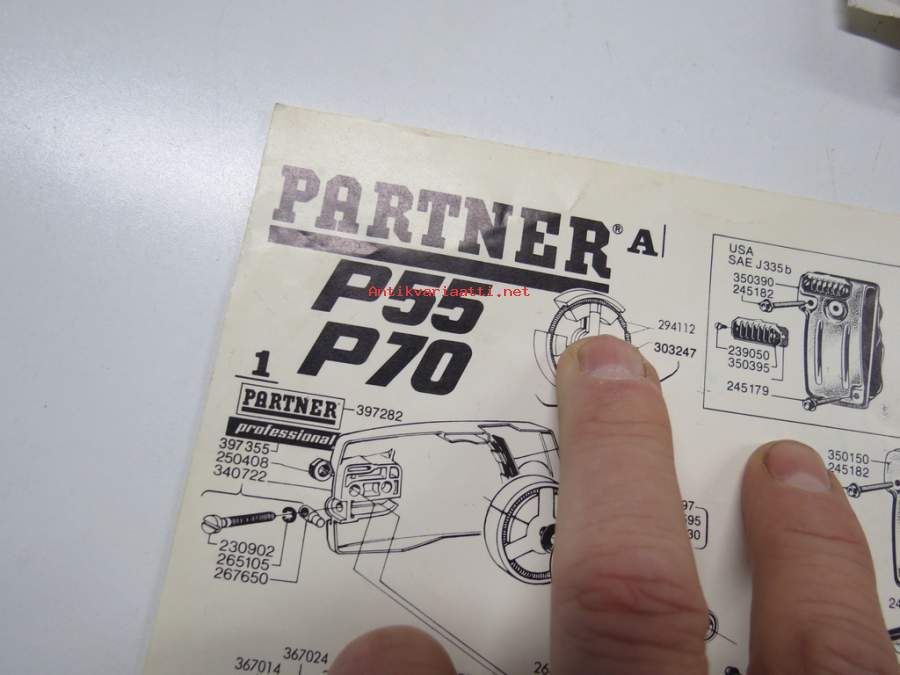 PARTNER® A
P55
P70
Antikvariaatti.net
USA
SAE J335b
350390
245182
239050
350395
245179
294112
303247
1
PARTNER
professional
397282
397355
250408
340722
230902
265105
267650
350150
245182
367024
367014